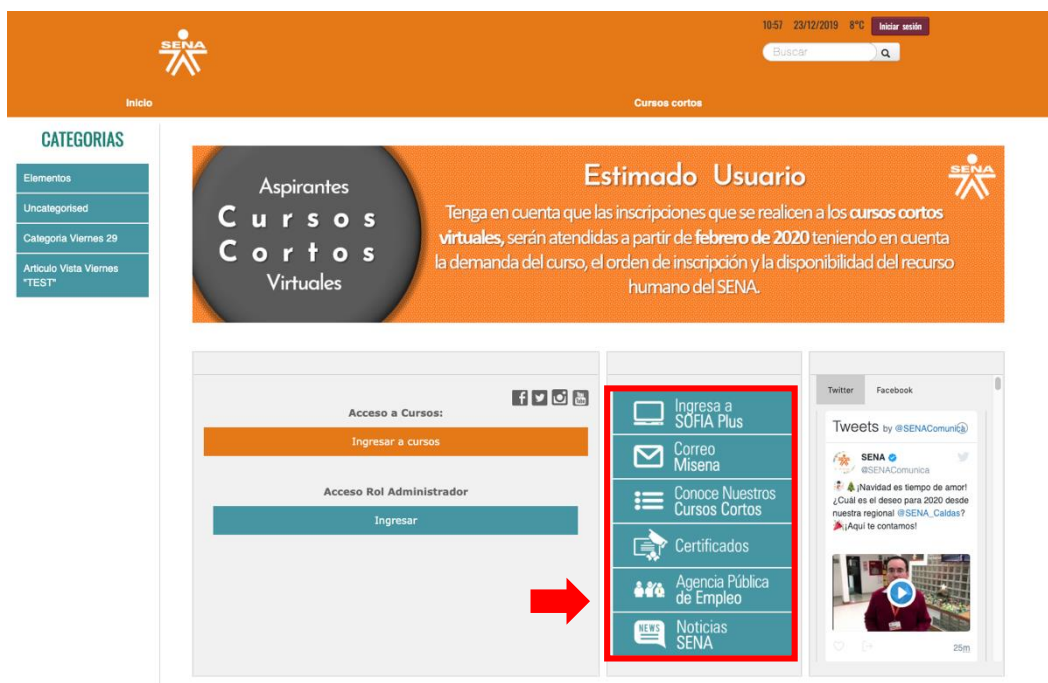 SENA
10:57 23/12/2019 8°C Iniciar sesión
Buscar
Inicio
Cursos cortos
CATEGORIAS
Elementos
Uncategorised
Categoria Viernes 29
Articulo Vista Viernes
"TEST"
Aspirantes
Cursos
Cortos
Virtuales
Estimado Usuario
SENA
Tenga en cuenta que las inscripciones que se realicen a los cursos cortos
virtuales, serán atendidas a partir de febrero de 2020 teniendo en cuenta
la demanda del curso, el orden de inscripción y la disponibilidad del recurso
humano del SENA.
Acceso a Cursos:
Ingresar a cursos
Acceso Rol Administrador
Ingresar
Ingresa a
SOFIA Plus
Correo
Misena
Conoce Nuestros
Cursos Cortos
Certificados
Agencia Pública
de Empleo
NEWS
Noticias
SENA
Twitter
Facebook
Tweets by @SENAComunica
SENA
@SENAComunica
¡Navidad es tiempo de amor!
¿Cuál es el deseo para 2020 desde
nuestra regional @SENA_Caldas?
¡¡Aquí te contamos!
25m